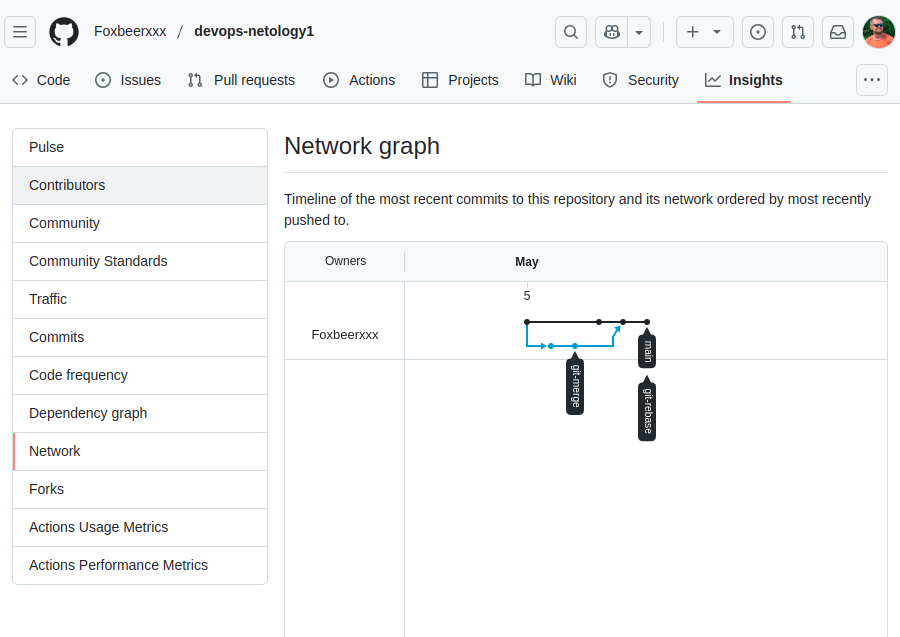 Foxbeerxxx / devops-netology1
Code Issues Pull requests Actions Projects Wiki Security Insights
Pulse
Contributors
Community
Community Standards
Traffic
Commits
Code frequency
Dependency graph
Network
Forks
Actions Usage Metrics
Actions Performance Metrics
Network graph
Timeline of the most recent commits to this repository and its network ordered by most recently
pushed to.
Owners May
5
Foxbeerxxx
main
git-merge
git-rebase